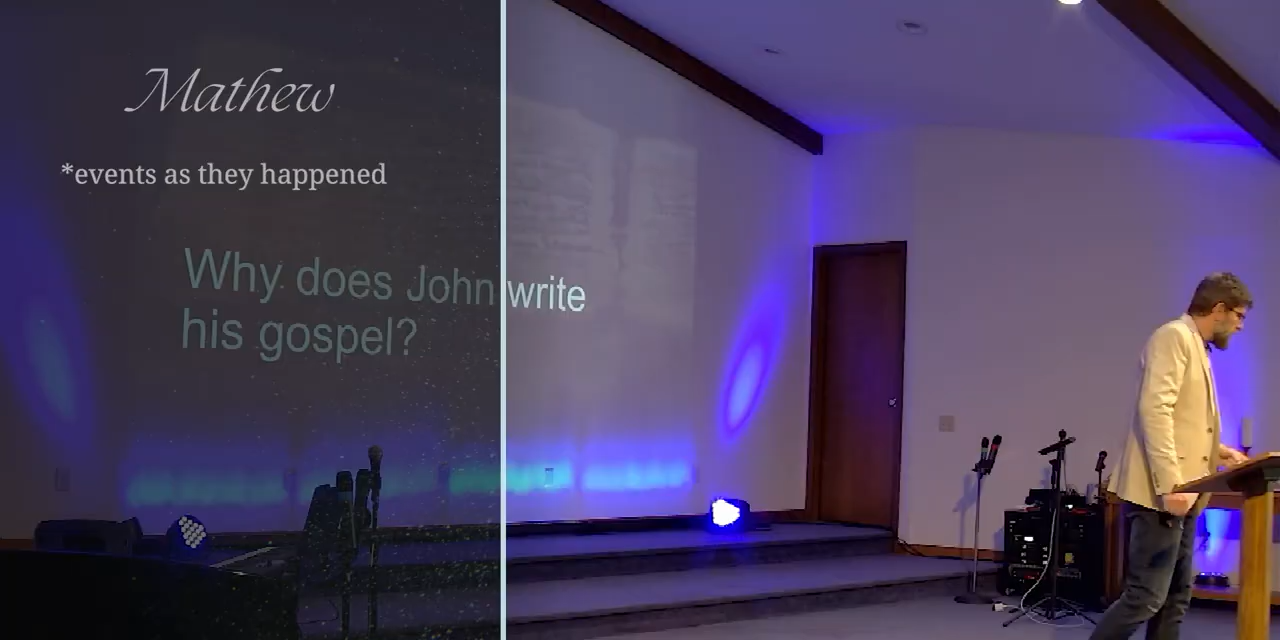 Mathew
*events as they happened
Why does John write
his gospel?